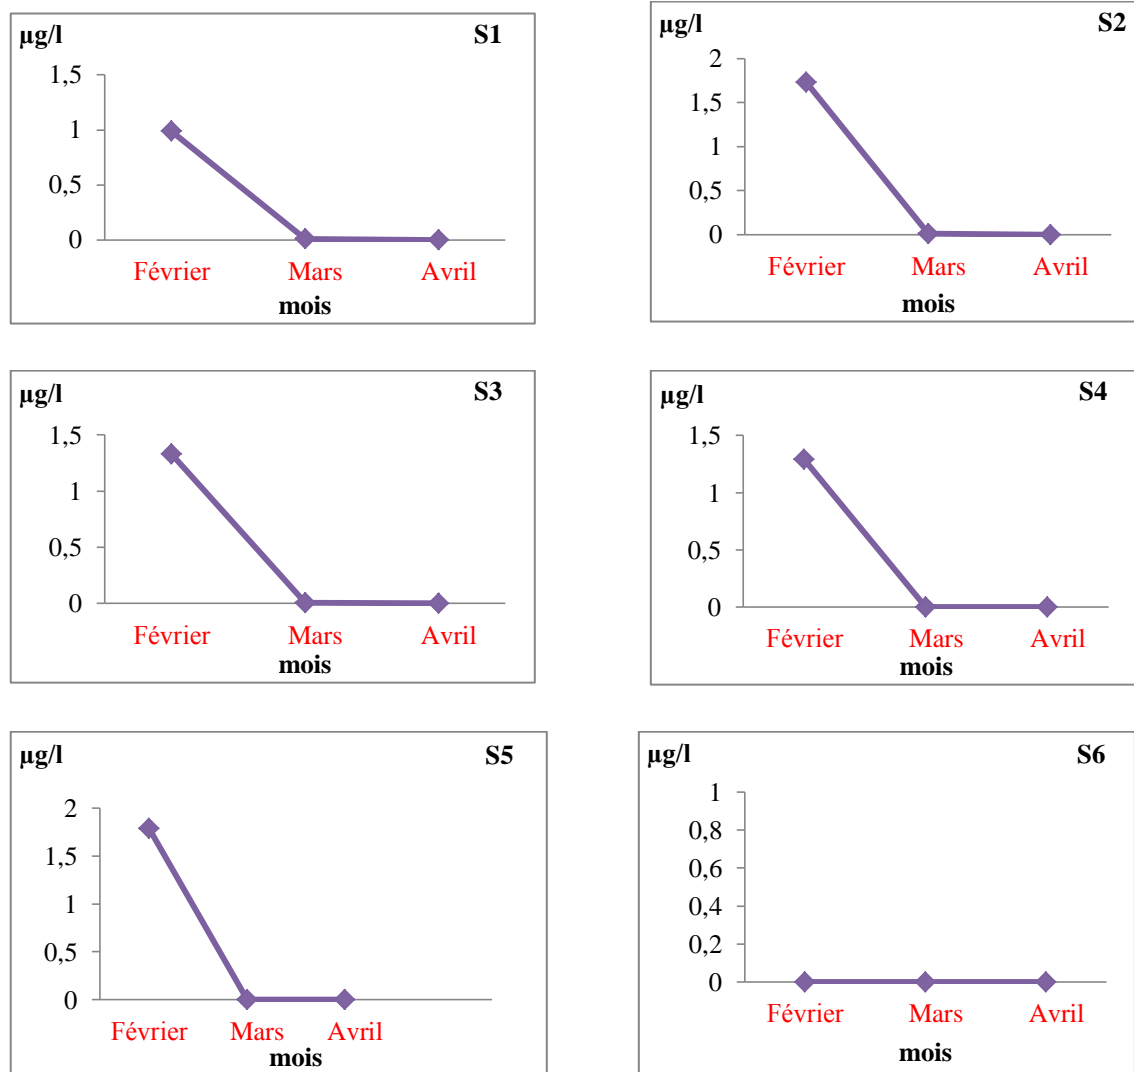 µg/l
S1
1,5
1
0,5
0
Février Mars Avril
mois
µg/l
S2
2
1,5
1
0,5
0
Février Mars Avril
mois
µg/l
S3
1,5
1
0,5
0
Février Mars Avril
mois
µg/l
S4
1,5
1
0,5
0
Février Mars Avril
mois
µg/l
S5
2
1,5
1
0,5
0
Février Mars Avril
mois
µg/l
S6
1
0,8
0,6
0,4
0,2
0
Février Mars Avril
mois